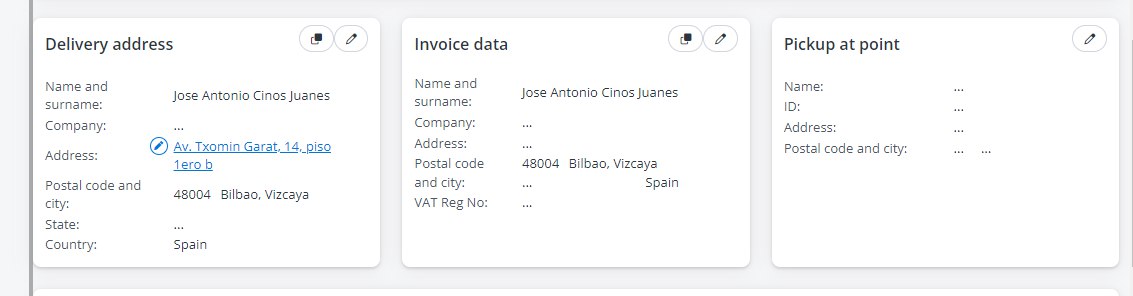 Delivery address
Name and surname: Jose Antonio Cinos Juanes
Company: ...
Address: Av. Txomin Garat, 14, piso
1ero b
Postal code and city: 48004 Bilbao, Vizcaya
State: ...
Country: Spain
Invoice data
Name and surname: Jose Antonio Cinos Juanes
Company: ...
Address: ...
Postal code and city: 48004 Bilbao, Vizcaya
... Spain
VAT Reg No: ...
Pickup at point
Name: ...
ID: ...
Address: ...
Postal code and city: ... ...